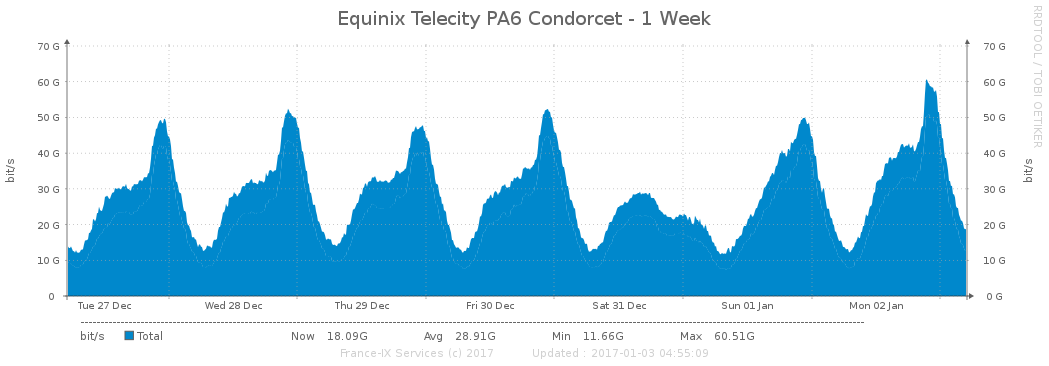 Equinix Telecity PA6 Condorcet - 1 Week
RRDTOOL / TOBI OETIKER
70 G 70 G
60 G 60 G
50 G 50 G
40 G 40 G
30 G 30 G
20 G 20 G
10 G 10 G
0 0 G
bit/s
bit/s
Tue 27 Dec Wed 28 Dec Thu 29 Dec Fri 30 Dec Sat 31 Dec Sun 01 Jan Mon 02 Jan
bit/s Total Now 18.09G Avg 28.91G Min 11.66G Max 60.51G
France-IX Services (c) 2017 Updated : 2017-01-03 04:55:09